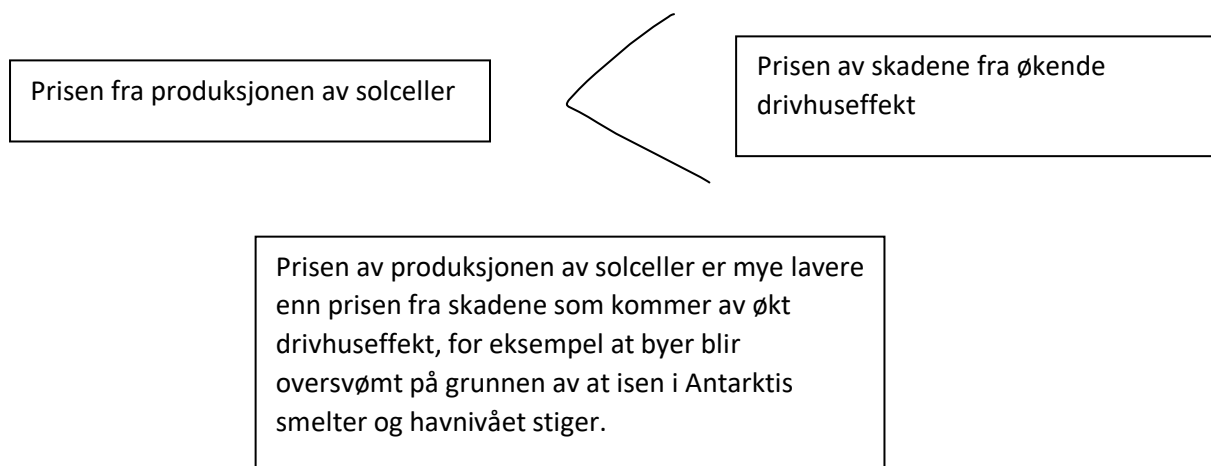 Prisen fra produksjonen av solceller
Prisen av skadene fra økende
drivhuseffekt
Prisen av produksjonen av solceller er mye lavere
enn prisen fra skadene som kommer av økt
drivhuseffekt, for eksempel at byer blir
oversvømt på grunnen av at isen i Antarktis
smelter og havnivået stiger.